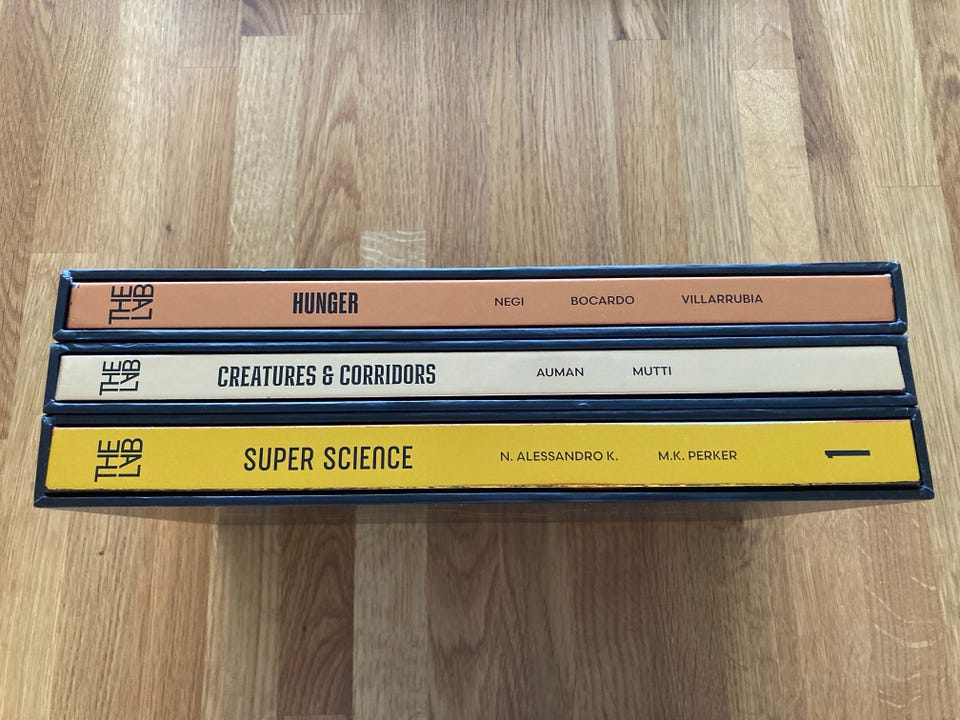 THE LAB HUNGER NEGI BOCARDO VILLARRUBIA
THE LAB CREATURES & CORRIDORS AUMAN MUTTI
THE LAB SUPER SCIENCE N. ALESSANDRO K. M.K. PERKER 1